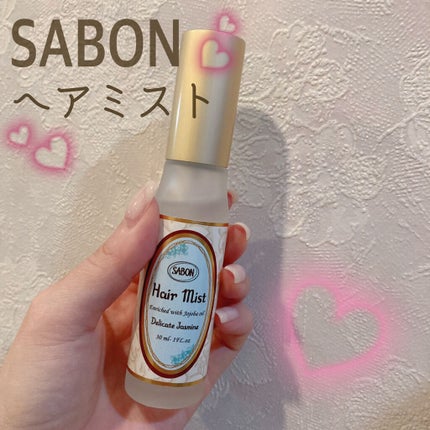 SABON
ヘアミスト
SABON
Hair Mist
Enriched with Jojoba oil
Delicate Jasmine
30 ml- 1 Fl.oz